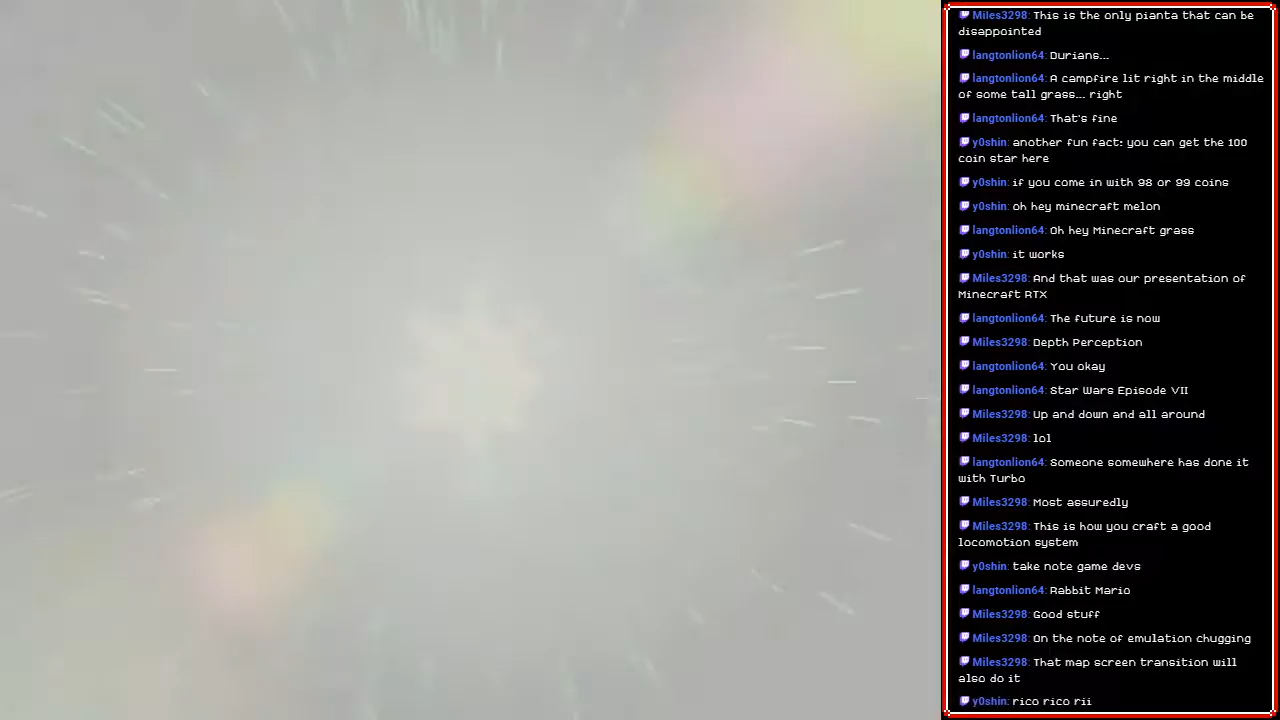 Miles3298: This is the only pianta that can be
disappointed
langtonlion64: Durians...
langtonlion64: A campfire lit right in the middle
of some tall grass... right
langtonlion64: That's fine
y0shin: another fun fact: you can get the 100
coin star here
y0shin: if you come in with 98 or 99 coins
y0shin: oh hey minecraft melon
langtonlion64: Oh hey Minecraft grass
y0shin: it works
Miles3298: And that was our presentation of
Minecraft RTX
langtonlion64: The future is now
Miles3298: Depth Perception
langtonlion64: You okay
langtonlion64: Star Wars Episode VII
Miles3298: Up and down and all around
Miles3298: lol
langtonlion64: Someone somewhere has done it
with Turbo
Miles3298: Most assuredly
Miles3298: This is how you craft a good
locomotion system
y0shin: take note game devs
langtonlion64: Rabbit Mario
Miles3298: Good stuff
Miles3298: On the note of emulation chugging
Miles3298: That map screen transition will
also do it
y0shin: rico rico rii